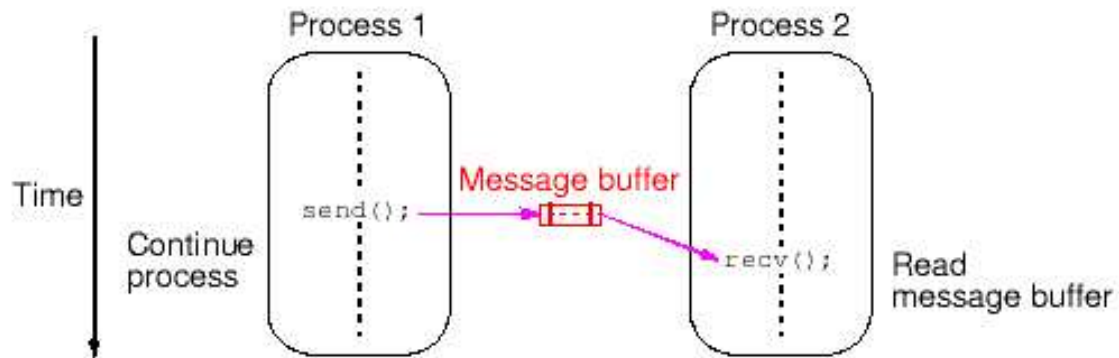 Process 1
Process 2
Message buffer
Time
send();
Continue
process
recv();
Read
message buffer